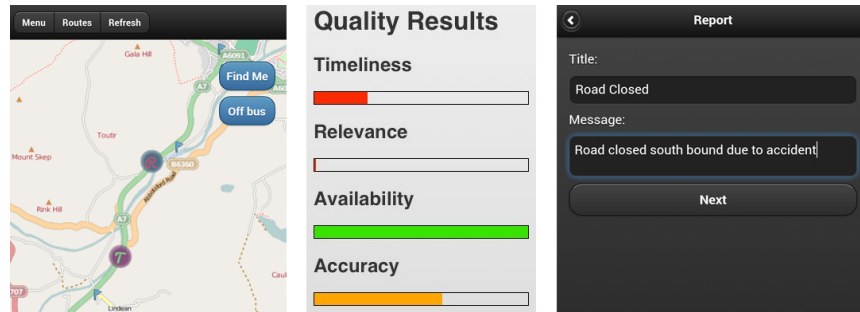 Menu
Routes
Refresh
Gala Hill
A6091
Find Me
A7
Off bus
Toutir
Mount Skep
R
B6360
Abbotsford Road
Rink Hill
A7
T
707
Lindean
Quality Results
Timeliness
Relevance
Availability
Accuracy
Report
Title:
Road Closed
Message:
Road closed south bound due to accident
Next